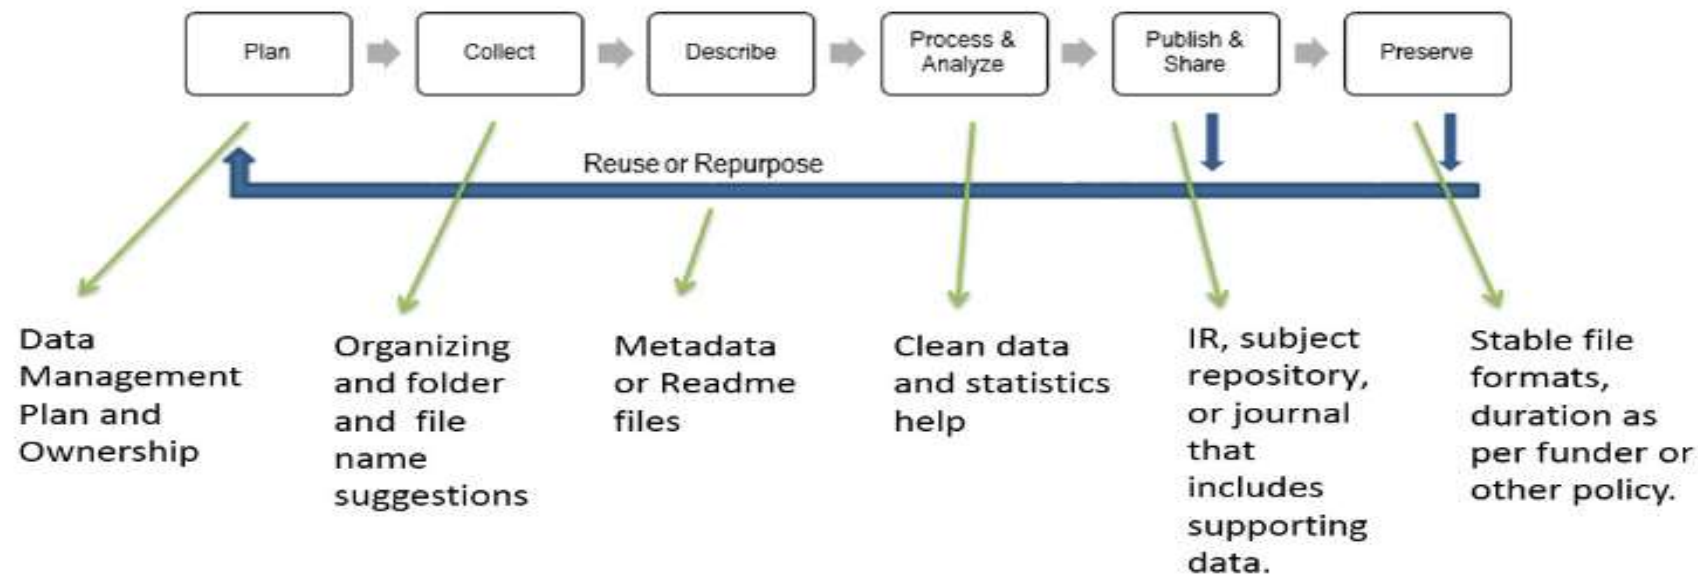 Plan
Collect
Describe
Process &
Analyze
Publish &
Share
Preserve
Reuse or Repurpose
Data
Management
Plan and
Ownership
Organizing
and folder
and file
name
suggestions
Metadata
or Readme
files
Clean data
and statistics
help
IR, subject
repository,
or journal
that
includes
supporting
data.
Stable file
formats,
duration as
per funder or
other policy.